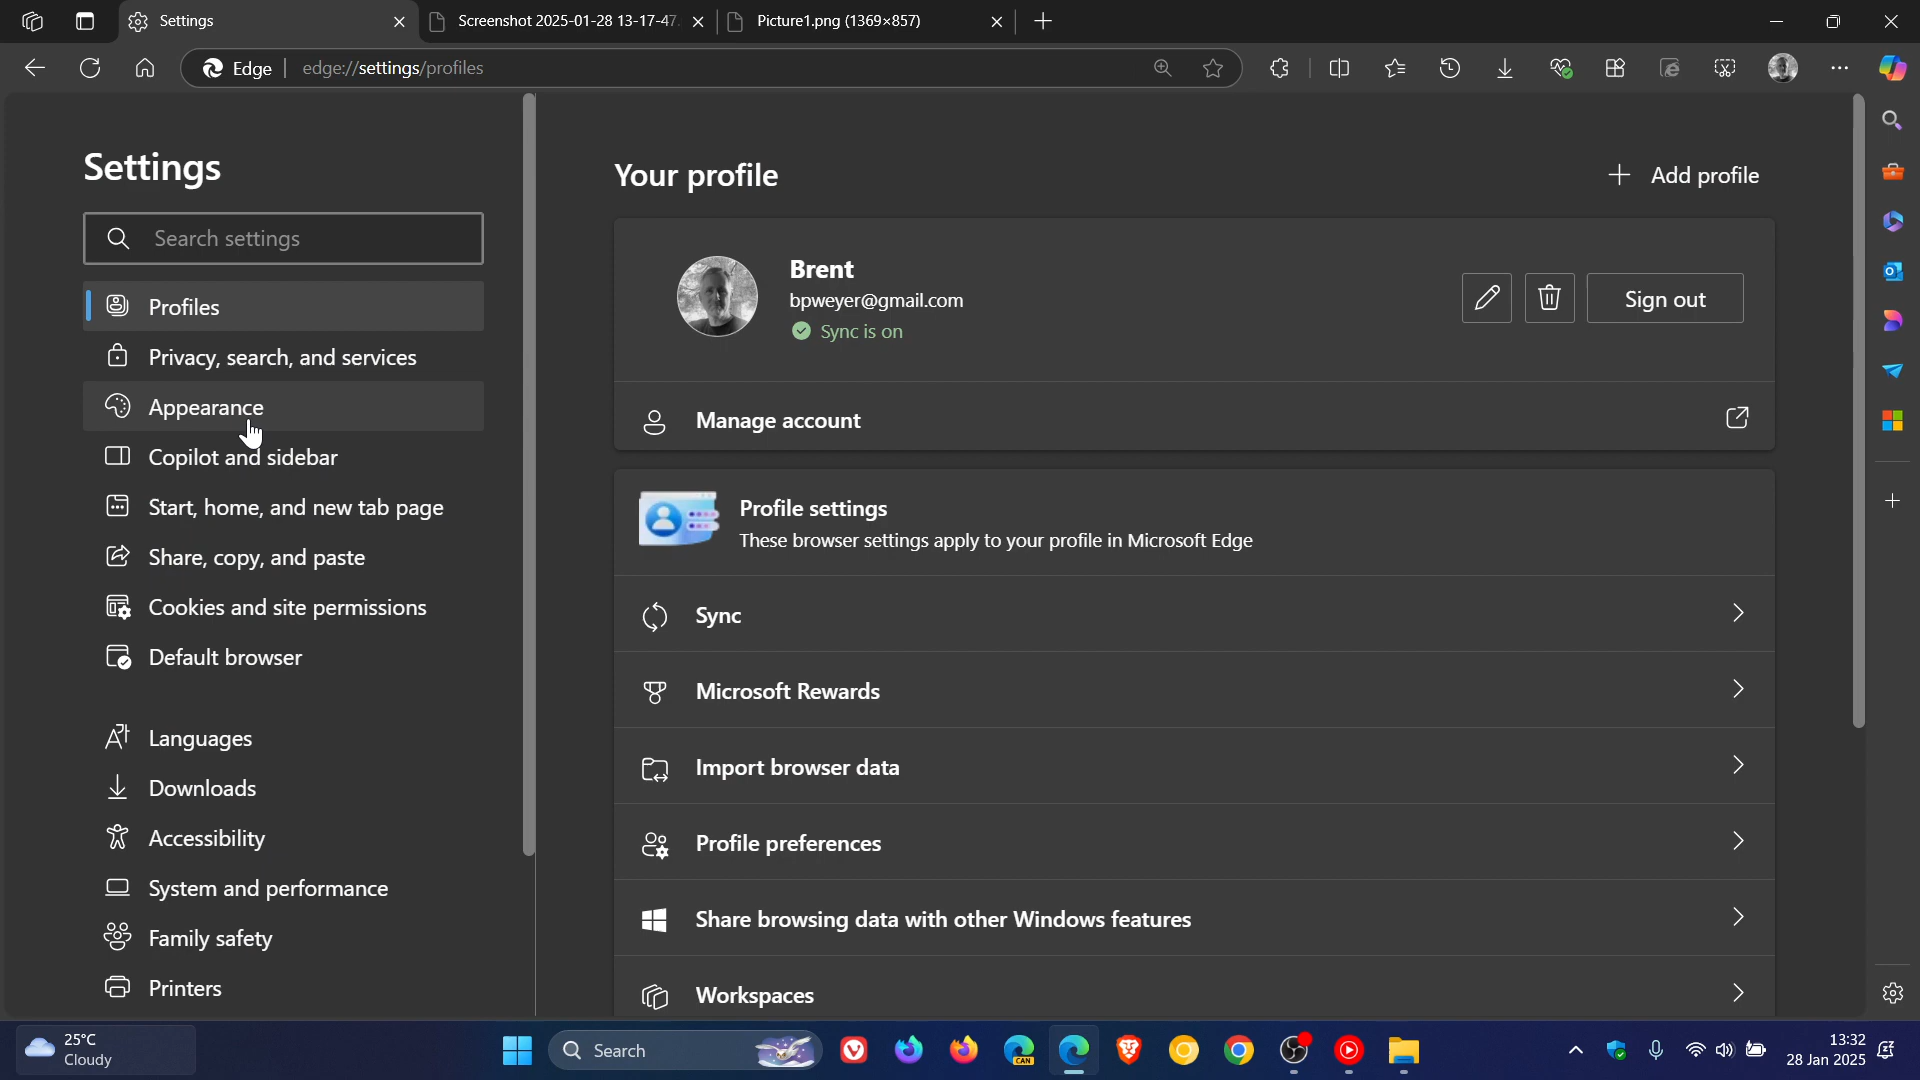 Settings
Screenshot 2025-01-28 13-17-47.
Picture1.png (1369×857)
Edge
edge://settings/profiles
Settings
Search settings
Profiles
Privacy, search, and services
Appearance
Copilot and sidebar
Start, home, and new tab page
Share, copy, and paste
Cookies and site permissions
Default browser
Languages
Downloads
Accessibility
System and performance
Family safety
Printers
Your profile
Add profile
Brent
bpweyer@gmail.com
Sync is on
Sign out
Manage account
Profile settings
These browser settings apply to your profile in Microsoft Edge
Sync
Microsoft Rewards
Import browser data
Profile preferences
Share browsing data with other Windows features
Workspaces
25°C
Cloudy
Search
CAN
13:32
28 Jan 2025